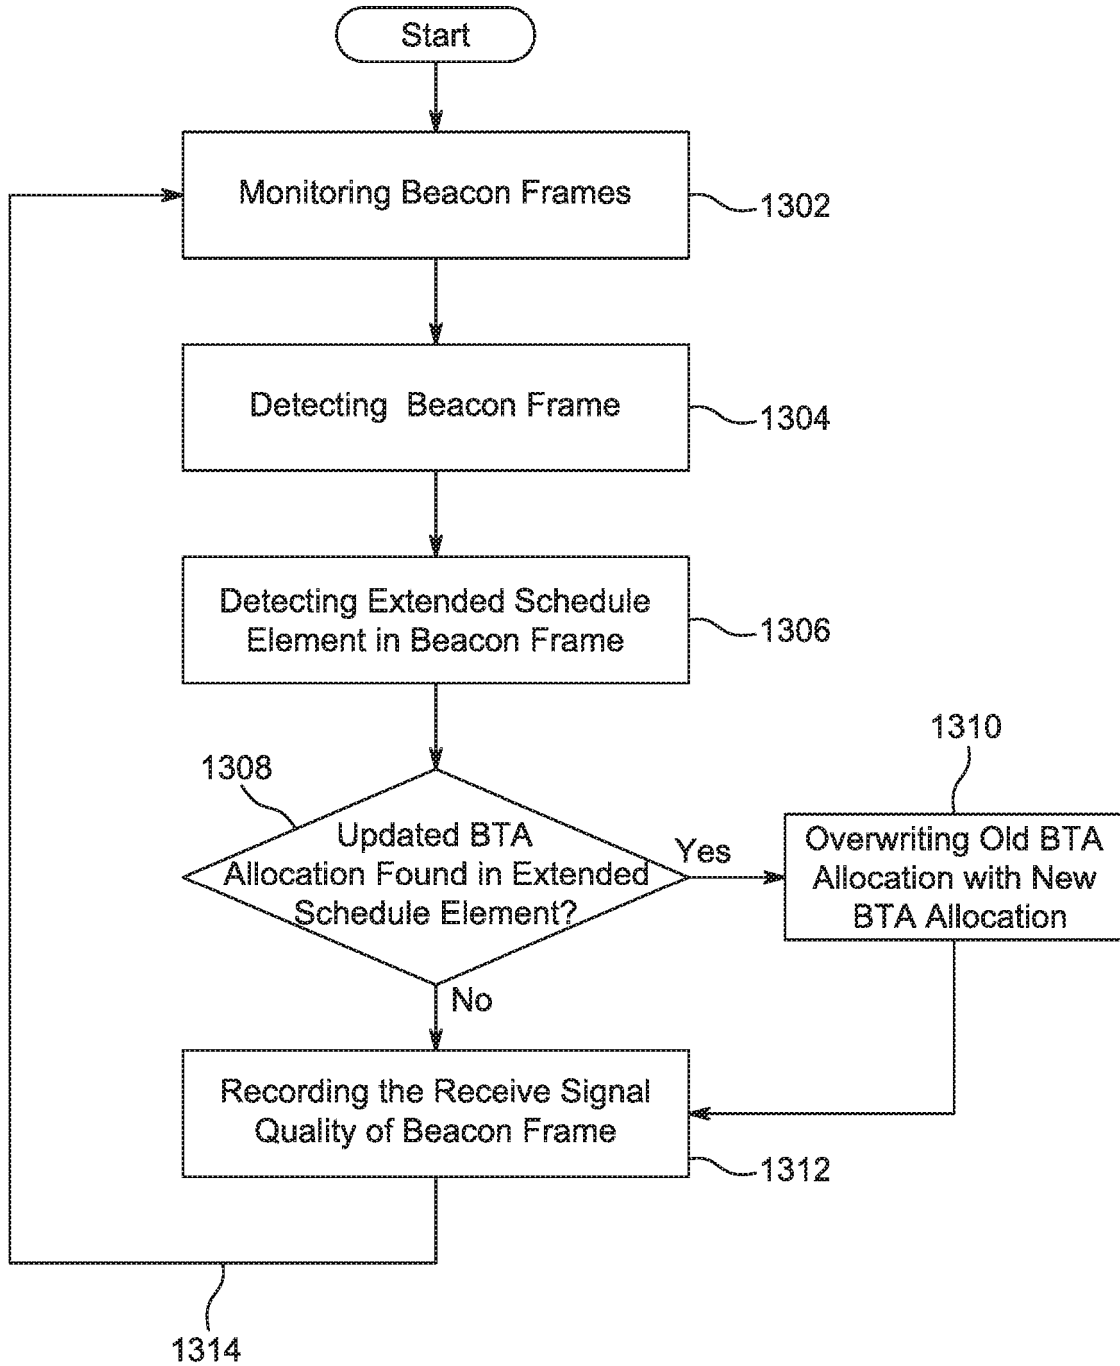 Start
Monitoring Beacon Frames
1302
Detecting Beacon Frame
1304
Detecting Extended Schedule
Element in Beacon Frame
1306
1308
Updated BTA
Allocation Found in Extended
Schedule Element?
Yes
1310
Overwriting Old BTA
Allocation with New
BTA Allocation
No
Recording the Receive Signal
Quality of Beacon Frame
1312
1314